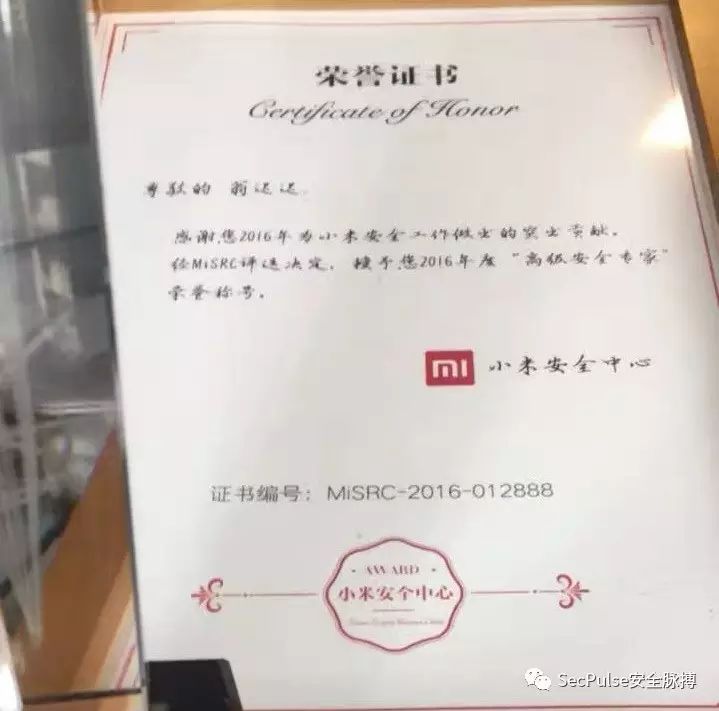 荣誉证书
Certificate of Honor
尊敬的 翁迟迟:
感谢您2016年为小米安全工作做出的突出贡献。
经MiSRC评选决定，授予您2016年度“高级安全专家”
荣誉称号。
mi 小米安全中心
证书编号：MiSRC-2016-012888
· AWARD ·
小米安全中心
SecPulse安全脉搏